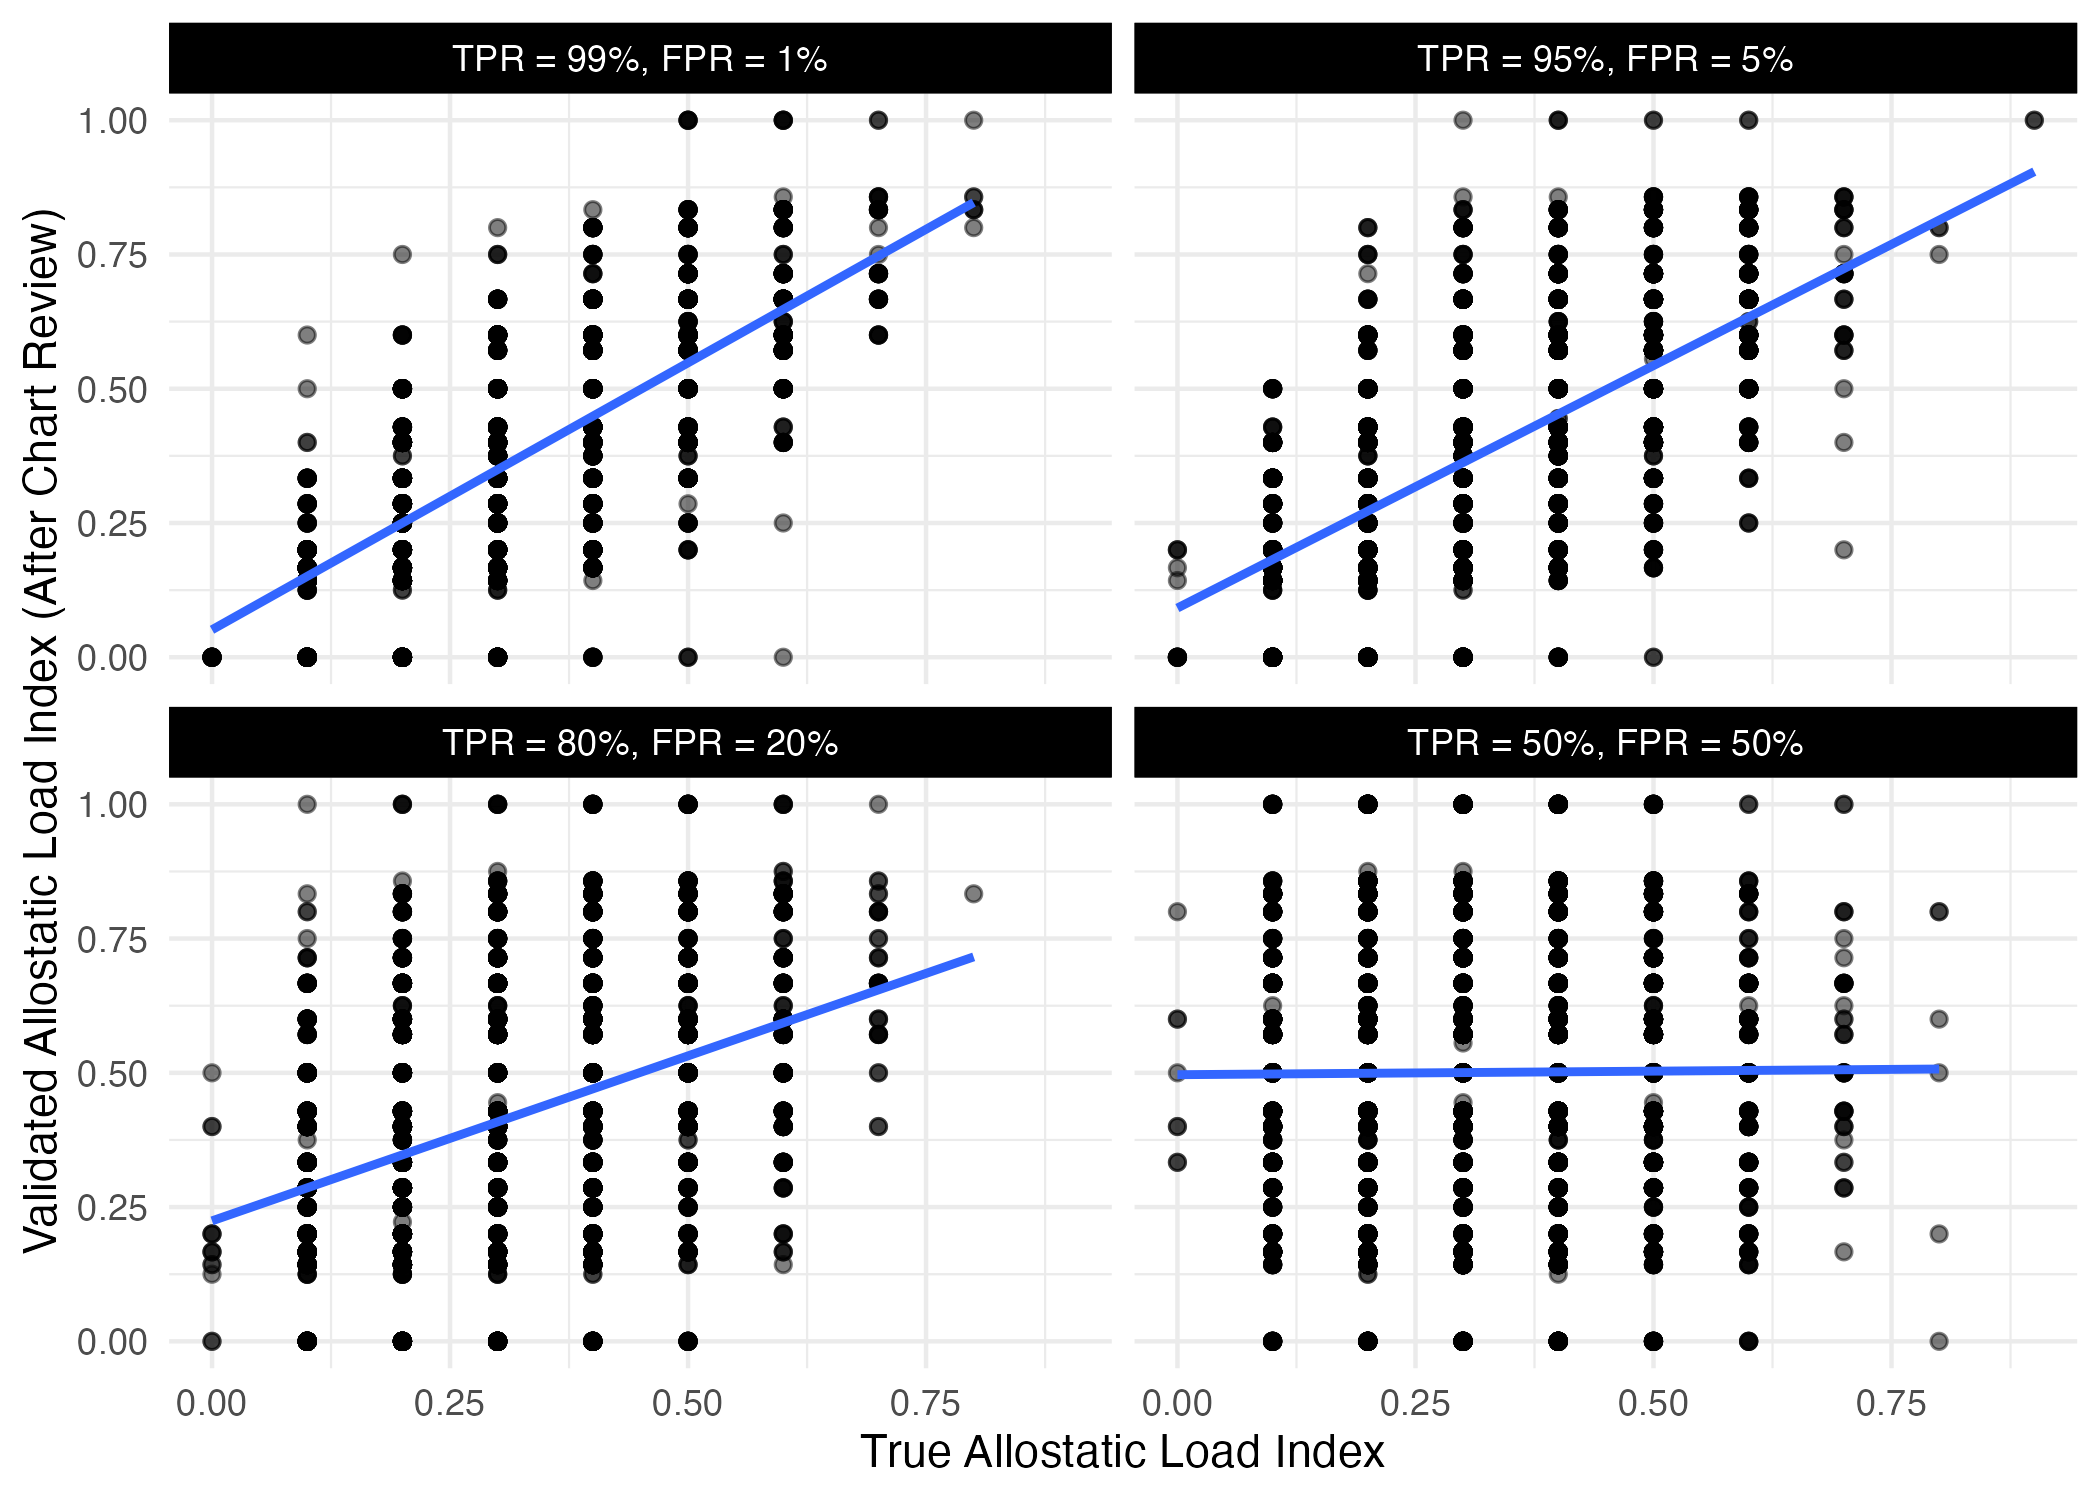 TPR = 99%, FPR = 1%
TPR = 95%, FPR = 5%
1.00
0.75
0.50
0.25
0.00
TPR = 80%, FPR = 20%
TPR = 50%, FPR = 50%
1.00
0.75
0.50
0.25
0.00
0.00 0.25 0.50 0.75
0.00 0.25 0.50 0.75
True Allostatic Load Index
Validated Allostatic Load Index (After Chart Review)